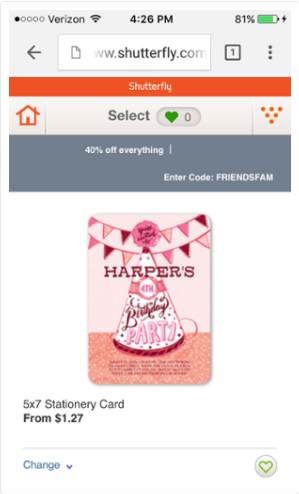 Verizon 4:26 PM 81%
ww.shutterfly.com 1
Shutterfly
Select 0
40% off everything |
Enter Code: FRIENDSFAM
HARPER'S
4TH
Birthday
PARTY
5x7 Stationery Card
From $1.27
Change